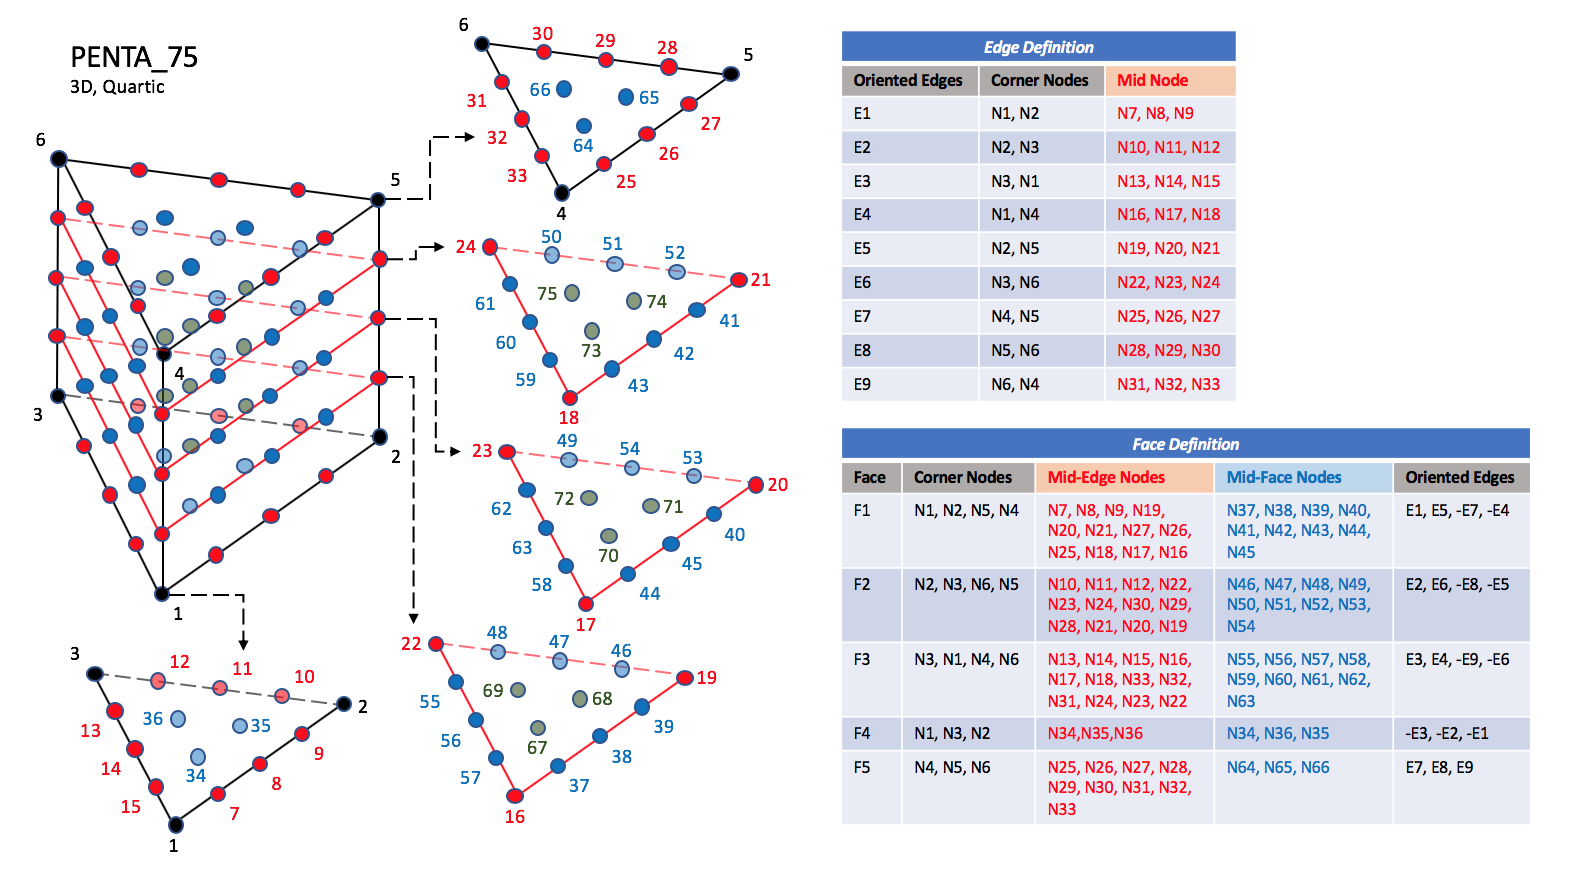 PENTA_75
3D, Quartic
6
5
4
3
2
1
6
30
29
28
5
31
66
65
32
64
27
26
33
25
4
24
50
51
52
21
61
75
74
41
60
73
42
59
43
18
23
49
54
53
20
62
72
71
40
63
70
45
58
44
17
22
48
47
46
19
69
68
55
39
56
67
38
57
37
16
3
12
11
10
2
36
35
13
9
14
34
8
15
7
1
Edge Definition
Oriented Edges Corner Nodes Mid Node
E1 N1, N2 N7, N8, N9
E2 N2, N3 N10, N11, N12
E3 N3, N1 N13, N14, N15
E4 N1, N4 N16, N17, N18
E5 N2, N5 N19, N20, N21
E6 N3, N6 N22, N23, N24
E7 N4, N5 N25, N26, N27
E8 N5, N6 N28, N29, N30
E9 N6, N4 N31, N32, N33
Face Definition
Face Corner Nodes Mid-Edge Nodes Mid-Face Nodes Oriented Edges
F1 N1, N2, N5, N4 N7, N8, N9, N19, N37, N38, N39, N40, E1, E5, -E7, -E4
N20, N21, N27, N26, N41, N42, N43, N44,
N25, N18, N17, N16 N45
F2 N2, N3, N6, N5 N10, N11, N12, N22, N46, N47, N48, N49, E2, E6, -E8, -E5
N23, N24, N30, N29, N50, N51, N52, N53,
N28, N21, N20, N19 N54
F3 N3, N1, N4, N6 N13, N14, N15, N16, N55, N56, N57, N58, E3, E4, -E9, -E6
N17, N18, N33, N32, N59, N60, N61, N62,
N31, N24, N23, N22 N63
F4 N1, N3, N2 N34,N35,N36 N34, N36, N35 -E3, -E2, -E1
F5 N4, N5, N6 N25, N26, N27, N28, N64, N65, N66 E7, E8, E9
N29, N30, N31, N32,
N33